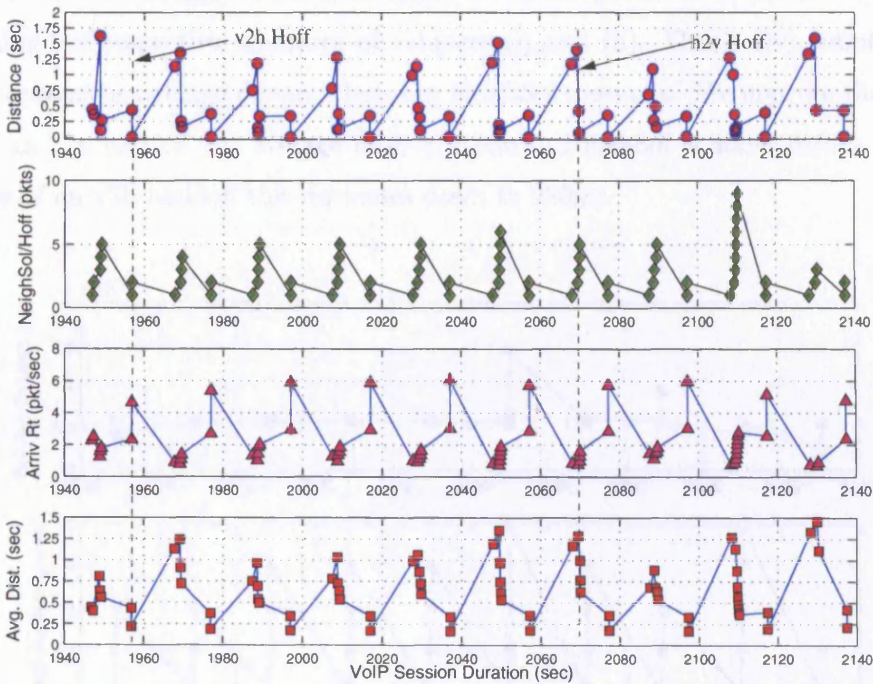 Distance (sec)
2
1.75
1.5
1.25
1
0.75
0.5
0.25
0
v2h Hoff
h2v Hoff
1940 1960 1980 2000 2020 2040 2060 2080 2100 2120 2140
NeighSol/Hoff (pkts)
10
5
0
1940 1960 1980 2000 2020 2040 2060 2080 2100 2120 2140
Arriv Rt (pkt/sec)
8
6
4
2
0
1940 1960 1980 2000 2020 2040 2060 2080 2100 2120 2140
Avg. Dist. (sec)
1.5
1.25
1
0.75
0.5
0.25
0
1940 1960 1980 2000 2020 2040 2060 2080 2100 2120 2140
VoIP Session Duration (sec)